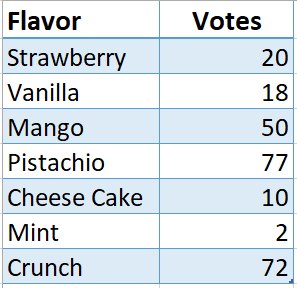 Flavor Votes
Strawberry 20
Vanilla 18
Mango 50
Pistachio 77
Cheese Cake 10
Mint 2
Crunch 72